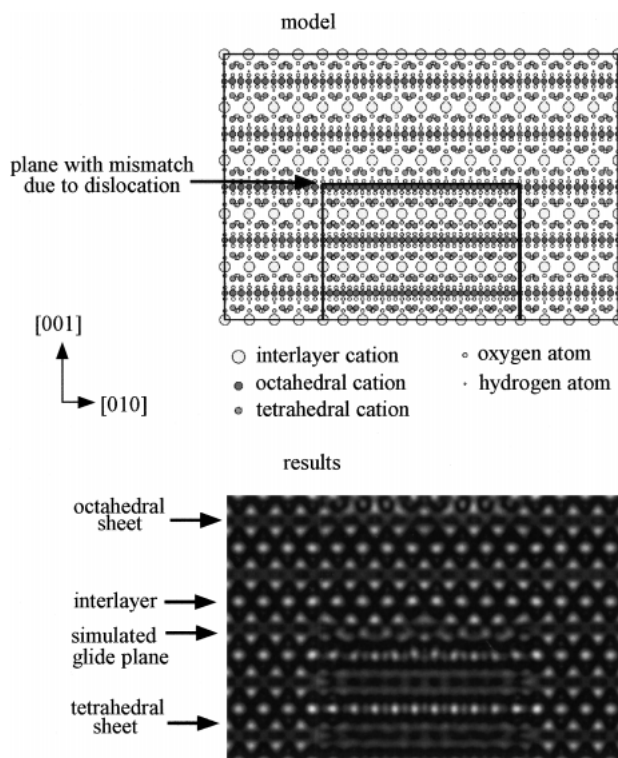 model
plane with mismatch
due to dislocation
[001]
[010]
interlayer cation
oxygen atom
octahedral cation
hydrogen atom
tetrahedral cation
results
octahedral
sheet
interlayer
simulated
glide plane
tetrahedral
sheet